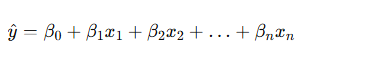 ŷ = β₀ + β₁x₁ + β₂x₂ + … + βₙxₙ